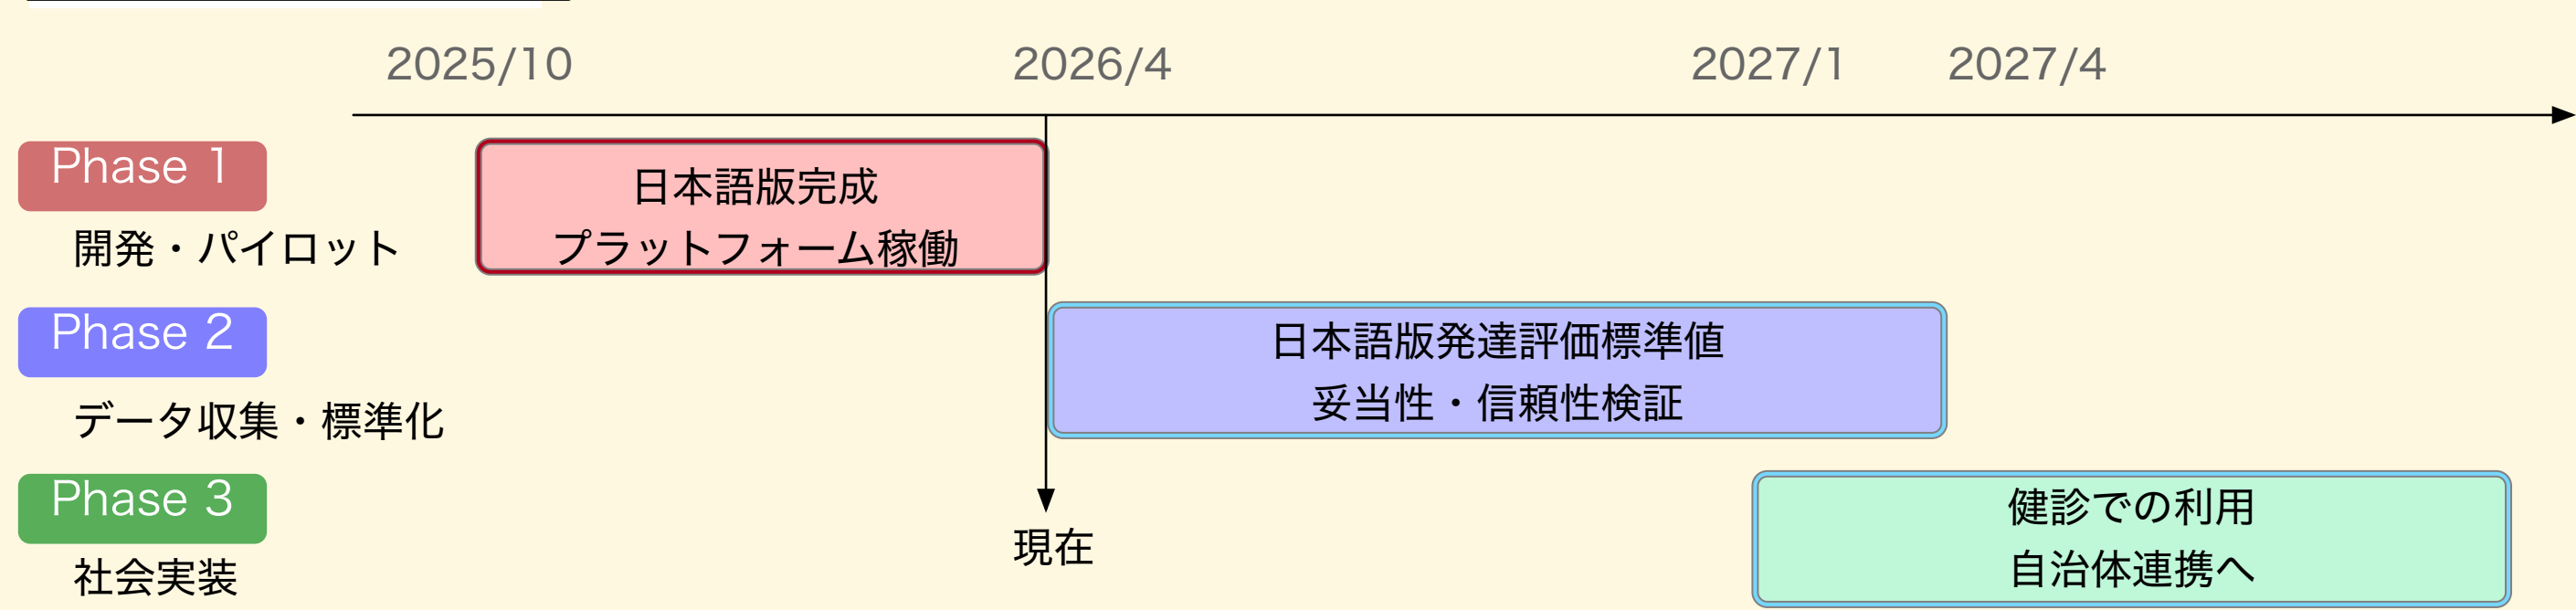 2025/10 2026/4 2027/1 2027/4
Phase 1
開発・パイロット
日本語版完成
プラットフォーム稼働
Phase 2
データ収集・標準化
日本語版発達評価標準値
妥当性・信頼性検証
Phase 3
社会実装
現在
健診での利用
自治体連携へ